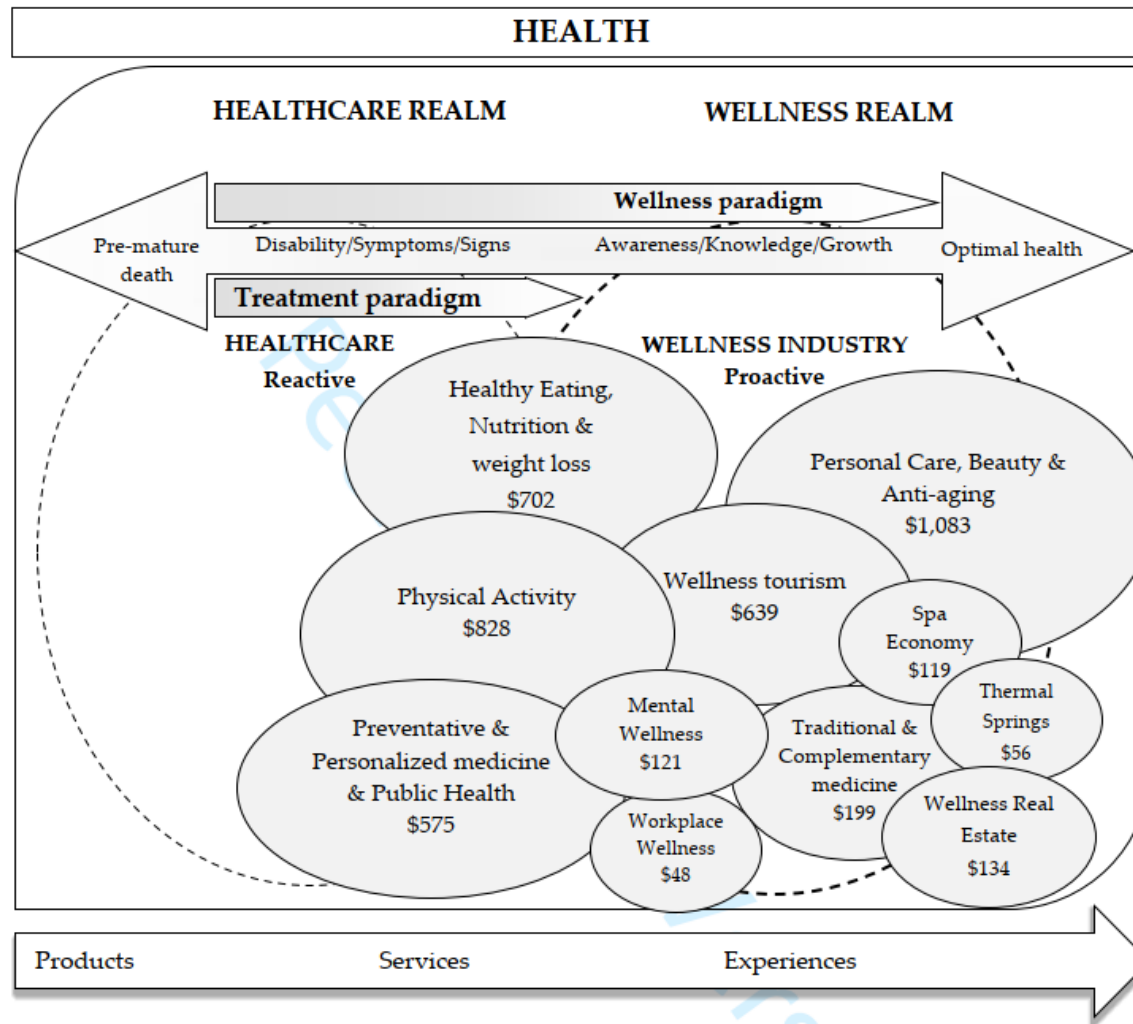 HEALTH
HEALTHCARE REALM
WELLNESS REALM
Wellness paradigm
Pre-mature
death
Disability/Symptoms/Signs
Awareness/Knowledge/Growth
Optimal health
Treatment paradigm
HEALTHCARE
Reactive
WELLNESS INDUSTRY
Proactive
Healthy Eating,
Nutrition &
weight loss
$702
Personal Care, Beauty &
Anti-aging
$1,083
Physical Activity
$828
Wellness tourism
$639
Spa
Economy
$119
Thermal
Springs
$56
Mental
Wellness
$121
Traditional &
Complementary
medicine
$199
Preventative &
Personalized medicine
& Public Health
$575
Workplace
Wellness
$48
Wellness Real
Estate
$134
Products
Services
Experiences